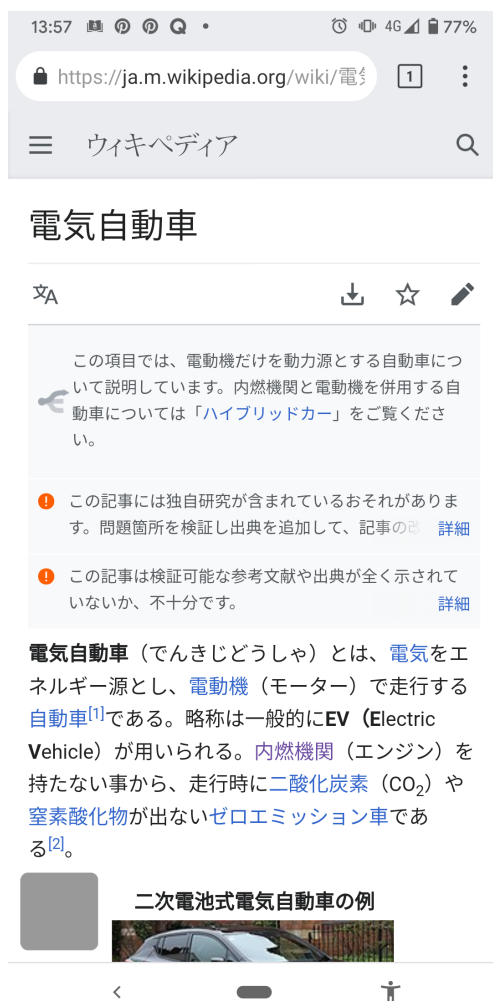 13:57
4G 77%
https://ja.m.wikipedia.org/wiki/電
1
ウィキペディア
電気自動車
文A
この項目では、電動機だけを動力源とする自動車につ
いて説明しています。内燃機関と電動機を併用する自
動車については「ハイブリッドカー」をご覧くださ
い。
この記事には独自研究が含まれているおそれがありま
す。問題箇所を検証し出典を追加して、記事の改 詳細
この記事は検証可能な参考文献や出典が全く示されて
いないか、不十分です。 詳細
電気自動車（でんきじどうしゃ）とは、電気をエ
ネルギー源とし、電動機（モーター）で走行する
自動車[1]である。略称は一般的にEV（Electric
Vehicle）が用いられる。内燃機関（エンジン）を
持たない事から、走行時に二酸化炭素（CO₂）や
窒素酸化物が出ないゼロエミッション車であ
る[2]。
二次電池式電気自動車の例